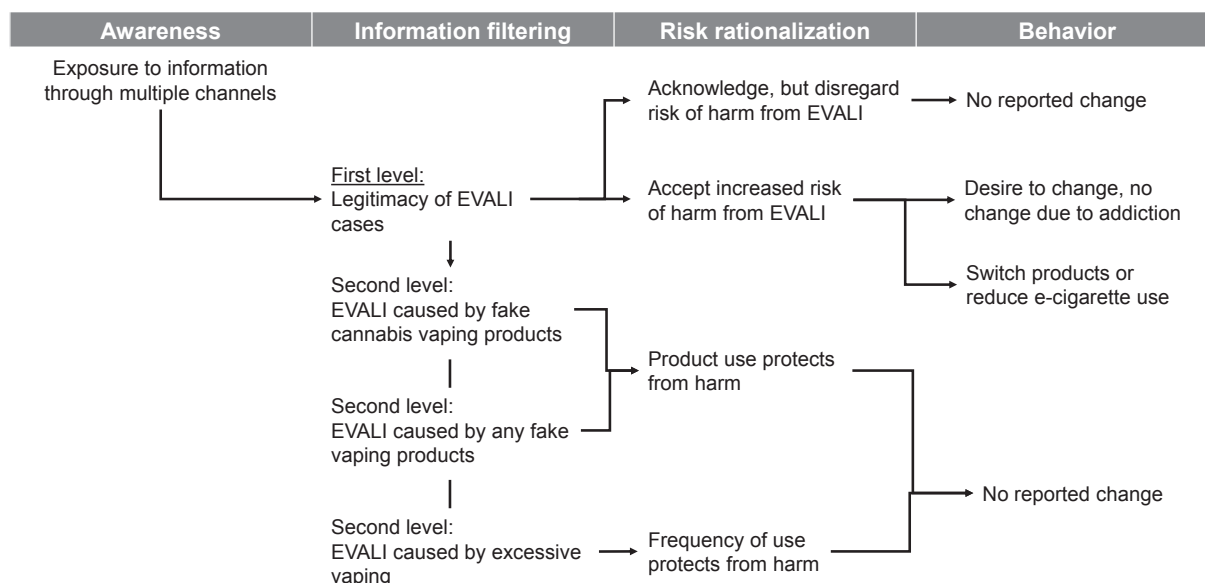 Awareness
Information filtering
Risk rationalization
Behavior
Exposure to information
through multiple channels
Acknowledge, but disregard
risk of harm from EVALI
No reported change
First level:
Legitimacy of EVALI
cases
Accept increased risk
of harm from EVALI
Desire to change, no
change due to addiction
Switch products or
reduce e-cigarette use
Second level:
EVALI caused by fake
cannabis vaping products
Product use protects
from harm
Second level:
EVALI caused by any fake
vaping products
No reported change
Second level:
EVALI caused by excessive
vaping
Frequency of use
protects from harm